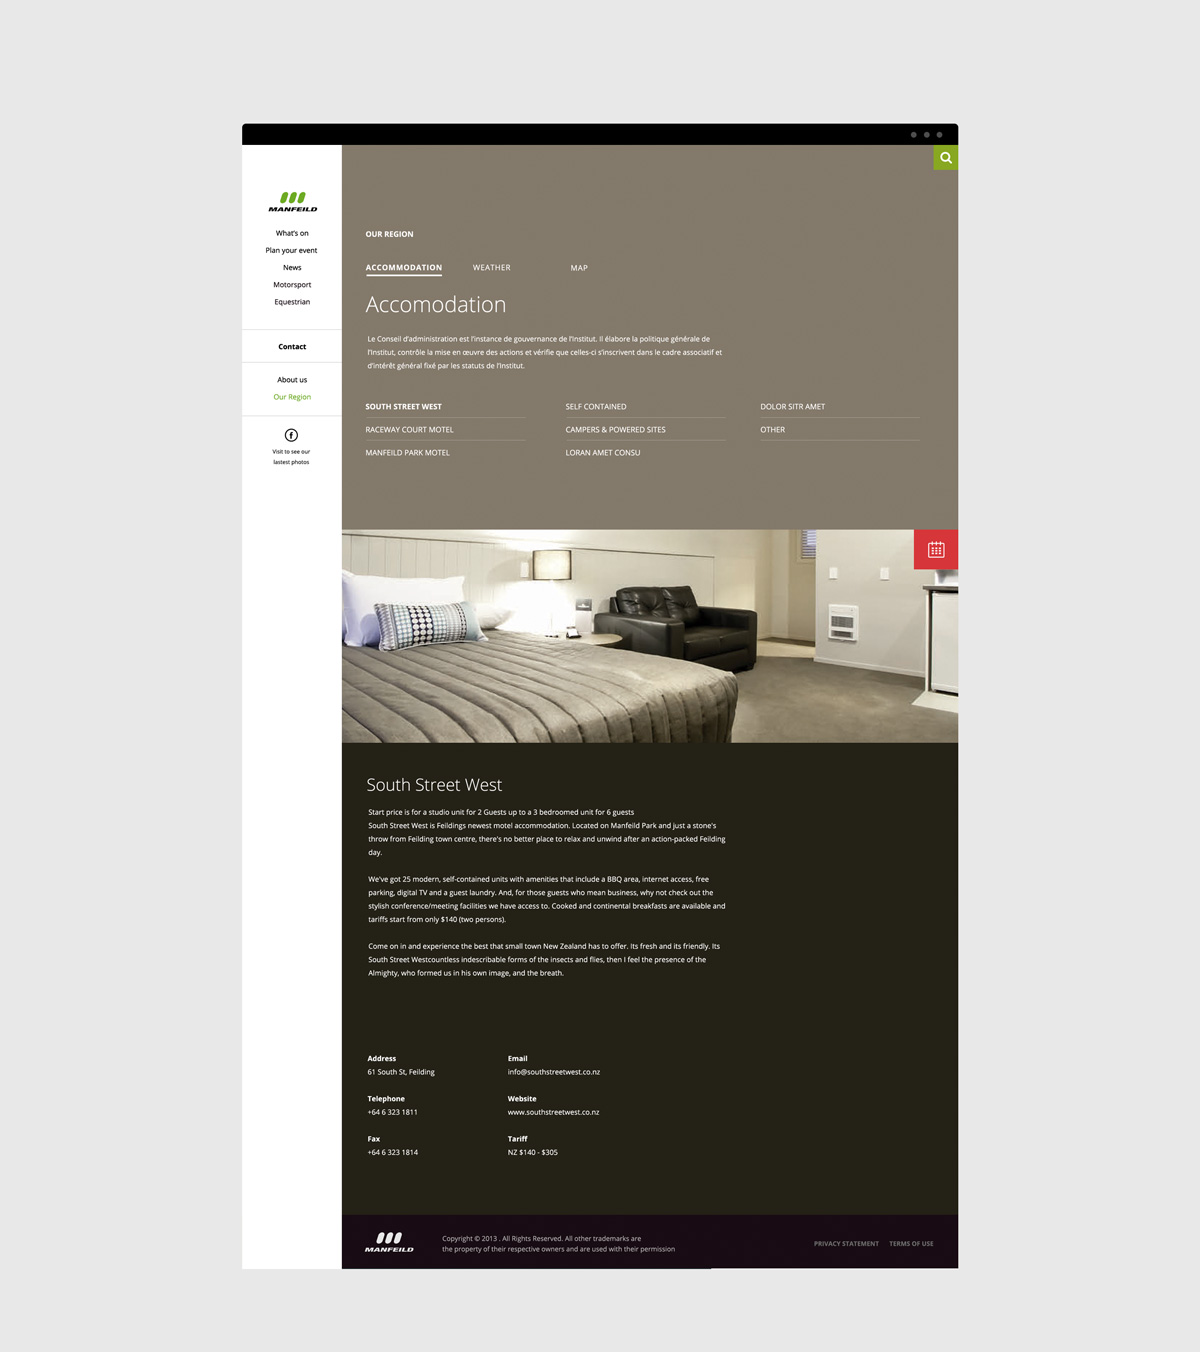 MANFEILD
What's on
Plan your event
News
Motorsport
Equestrian
Contact
About us
Our Region
Visit to see our
lastest photos
OUR REGION
ACCOMMODATION
WEATHER
MAP
Accomodation
Le Conseil d'administration est l'instance de gouvernance de l'institut. Il élabore la politique générale de
l'Institut, contrôle la mise en œuvre des actions et vérifie que celles-ci s'inscrivent dans le cadre associatif et
d'intérêt général fixé par les statuts de l'Institut.
SOUTH STREET WEST
RACEWAY COURT MOTEL
MANFEILD PARK MOTEL
SELF CONTAINED
CAMPERS & POWERED SITES
LORAN AMET CONSU
DOLOR SITR AMET
OTHER
South Street West
Start price is for a studio unit for 2 Guests up to a 3 bedroomed unit for 6 guests
South Street West is Feildings newest motel accommodation. Located on Manfeild Park and just a stone's
throw from Feilding town centre, there's no better place to relax and unwind after an action-packed Feilding
day.
We've got 25 modern, self-contained units with amenities that include a BBQ area, internet access, free
parking, digital TV and a guest laundry. And, for those guests who mean business, why not check out the
stylish conference/meeting facilities we have access to. Cooked and continental breakfasts are available and
tariffs start from only $140 (two persons).
Come on in and experience the best that small town New Zealand has to offer. Its fresh and its friendly. Its
South Street Westcountless indescribable forms of the insects and flies, then I feel the presence of the
Almighty, who formed us in his own image, and the breath.
Address
61 South St, Feilding
Telephone
+64 6 323 1811
Fax
+64 6 323 1814
Email
info@southstreetwest.co.nz
Website
www.southstreetwest.co.nz
Tariff
NZ $140 - $305
MANFEILD
Copyright © 2013 . All Rights Reserved. All other trademarks are
the property of their respective owners and are used with their permission
PRIVACY STATEMENT
TERMS OF USE